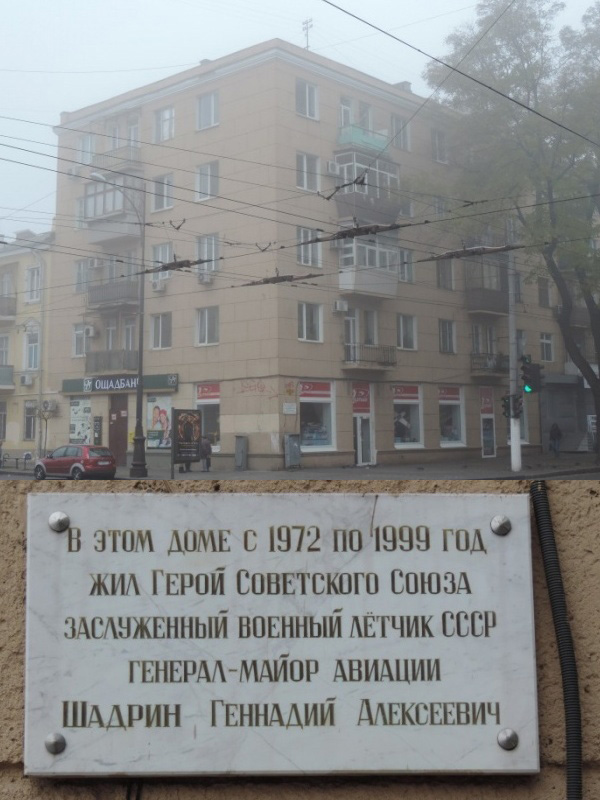 ОЩАДБАНК
В ЭТОМ ДОМЕ С 1972 ПО 1999 ГОД
ЖИЛ ГЕРОЙ СОВЕТСКОГО СОЮЗА
ЗАСЛУЖЕННЫЙ ВОЕННЫЙ ЛЁТЧИК СССР
ГЕНЕРАЛ-МАЙОР АВИАЦИИ
ШАДРИН ГЕННАДИЙ АЛЕКСЕЕВИЧ